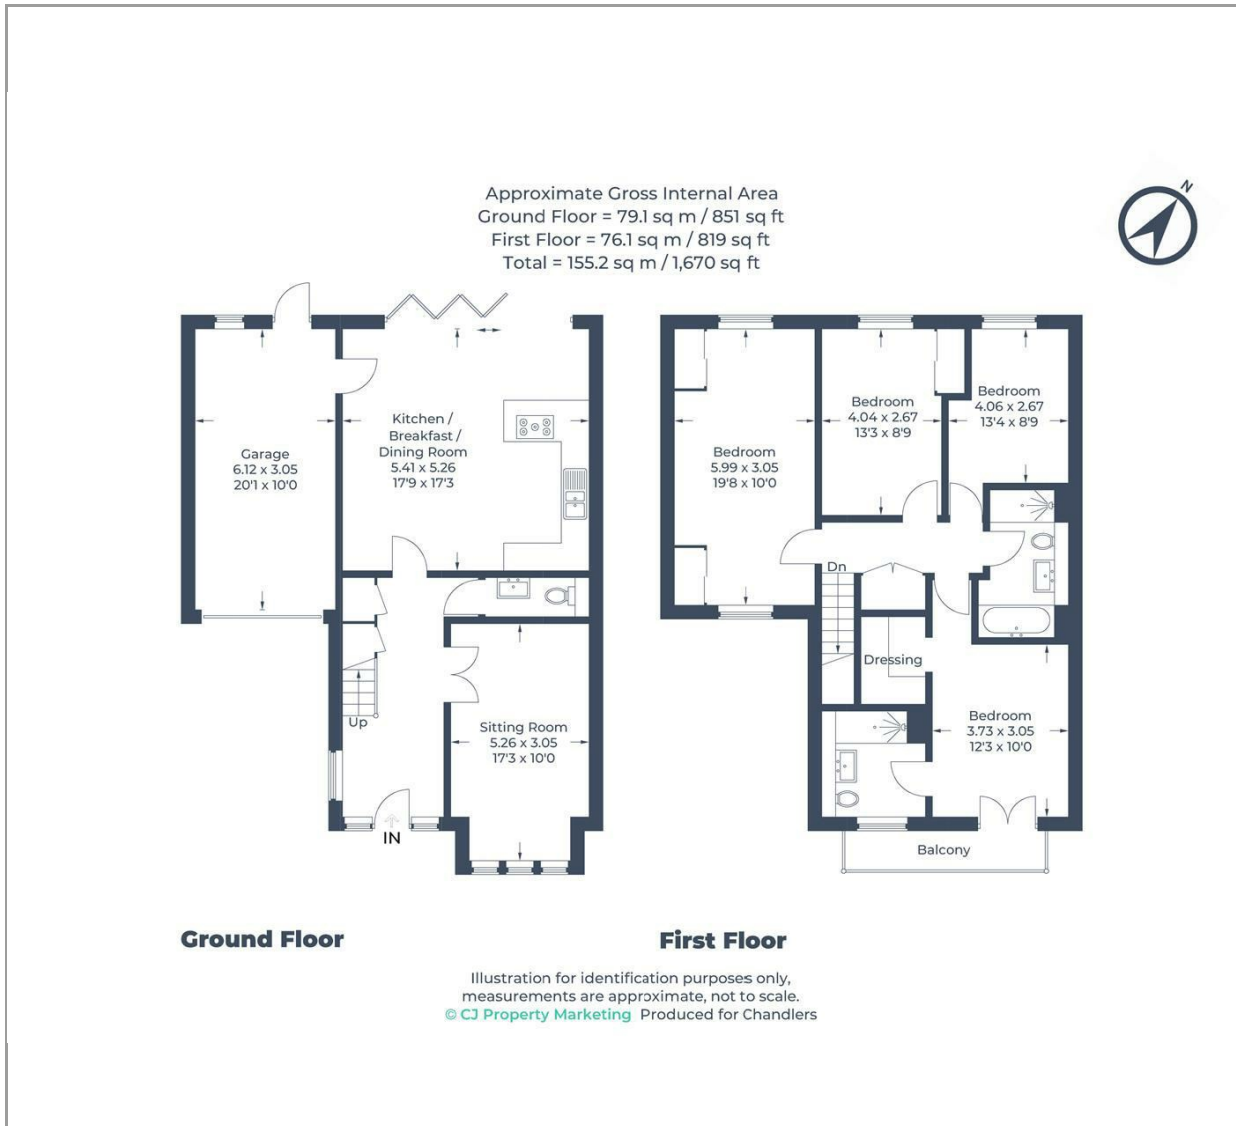 Approximate Gross Internal Area
Ground Floor = 79.1 sq m / 851 sq ft
First Floor = 76.1 sq m / 819 sq ft
Total = 155.2 sq m / 1,670 sq ft
N
Garage
6.12 x 3.05
20'1 x 10'0
Kitchen /
Breakfast /
Dining Room
5.41 x 5.26
17'9 x 17'3
Up
Sitting Room
5.26 x 3.05
17'3 x 10'0
IN
Bedroom
5.99 x 3.05
19'8 x 10'0
Bedroom
4.04 x 2.67
13'3 x 8'9
Bedroom
4.06 x 2.67
13'4 x 8'9
Dn
Dressing
Bedroom
3.73 x 3.05
12'3 x 10'0
Balcony
Ground Floor
First Floor
Illustration for identification purposes only,
measurements are approximate, not to scale.
© CJ Property Marketing Produced for Chandlers